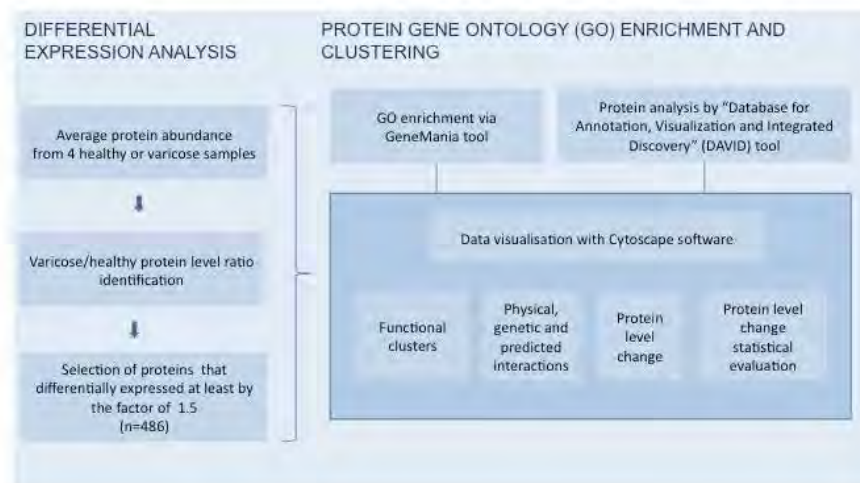 DIFFERENTIAL
EXPRESSION ANALYSIS
Average protein abundance
from 4 healthy or varicose samples
Varicose/healthy protein level ratio
identification
Selection of proteins that
differentially expressed at least by
the factor of 1.5
(n=486)
PROTEIN GENE ONTOLOGY (GO) ENRICHMENT AND
CLUSTERING
GO enrichment via
GeneMania tool
Protein analysis by "Database for
Annotation, Visualization and Integrated
Discovery" (DAVID) tool
Data visualisation with Cytoscape software
Functional
clusters
Physical,
genetic and
predicted
interactions
Protein
level
change
Protein level
change
statistical
evaluation